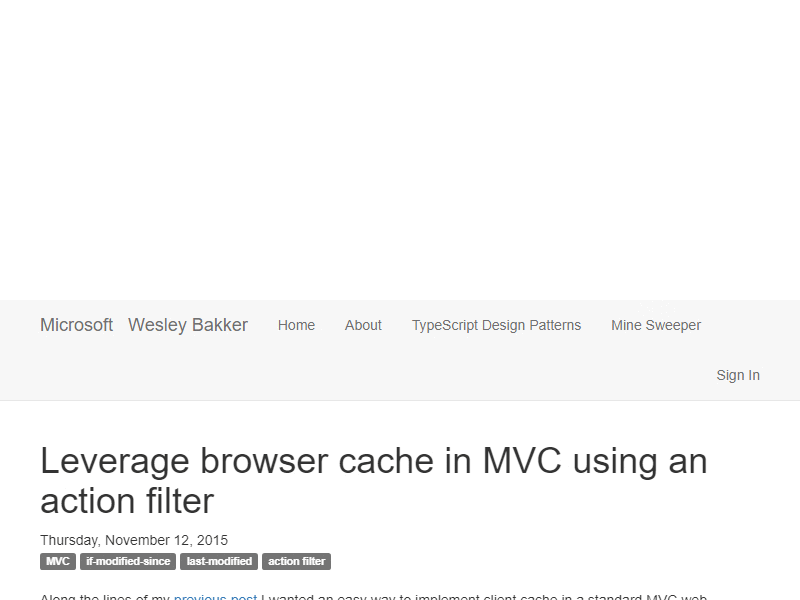 Microsoft Wesley Bakker Home About TypeScript Design Patterns Mine Sweeper
Sign In
Leverage browser cache in MVC using an
action filter
Thursday, November 12, 2015
MVC if-modified-since last-modified action filter
Along the lines of my previous post I wanted an easy way to implement client cache in a standard MVC web